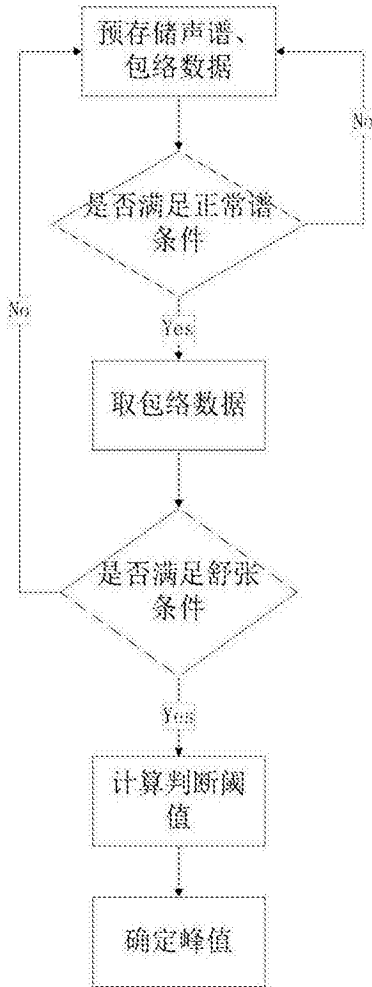 预存储声谱、
包络数据
No
是否满足正常谱
条件
No
Yes
取包络数据
是否满足舒张
条件
Yes
计算判断阈
值
确定峰值